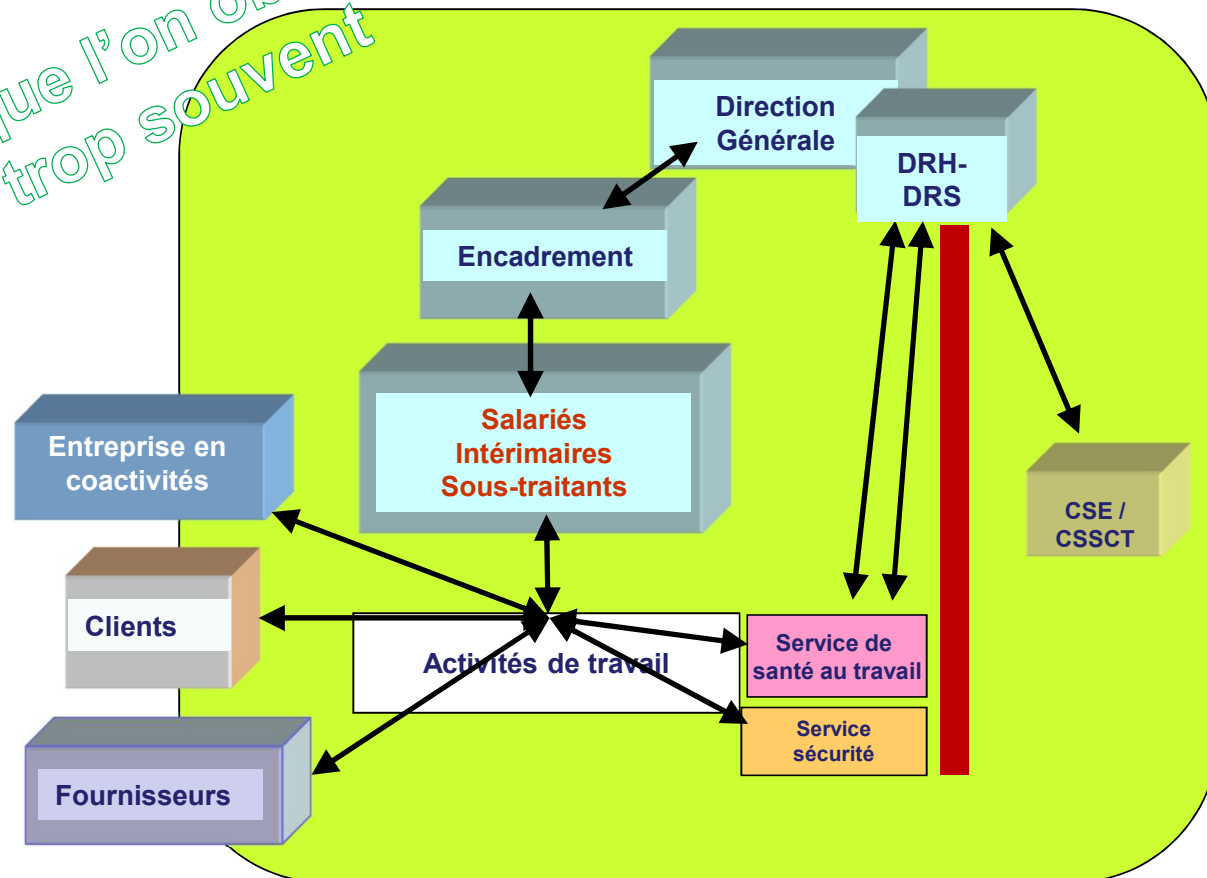 que l'on
trop souvent
Direction
Générale
DRH-
DRS
Encadrement
Salariés
Intérimaires
Sous-traitants
Entreprise en
coactivités
CSE /
CSSCT
Clients
Activités de travail
Service de
santé au travail
Service
sécurité
Fournisseurs